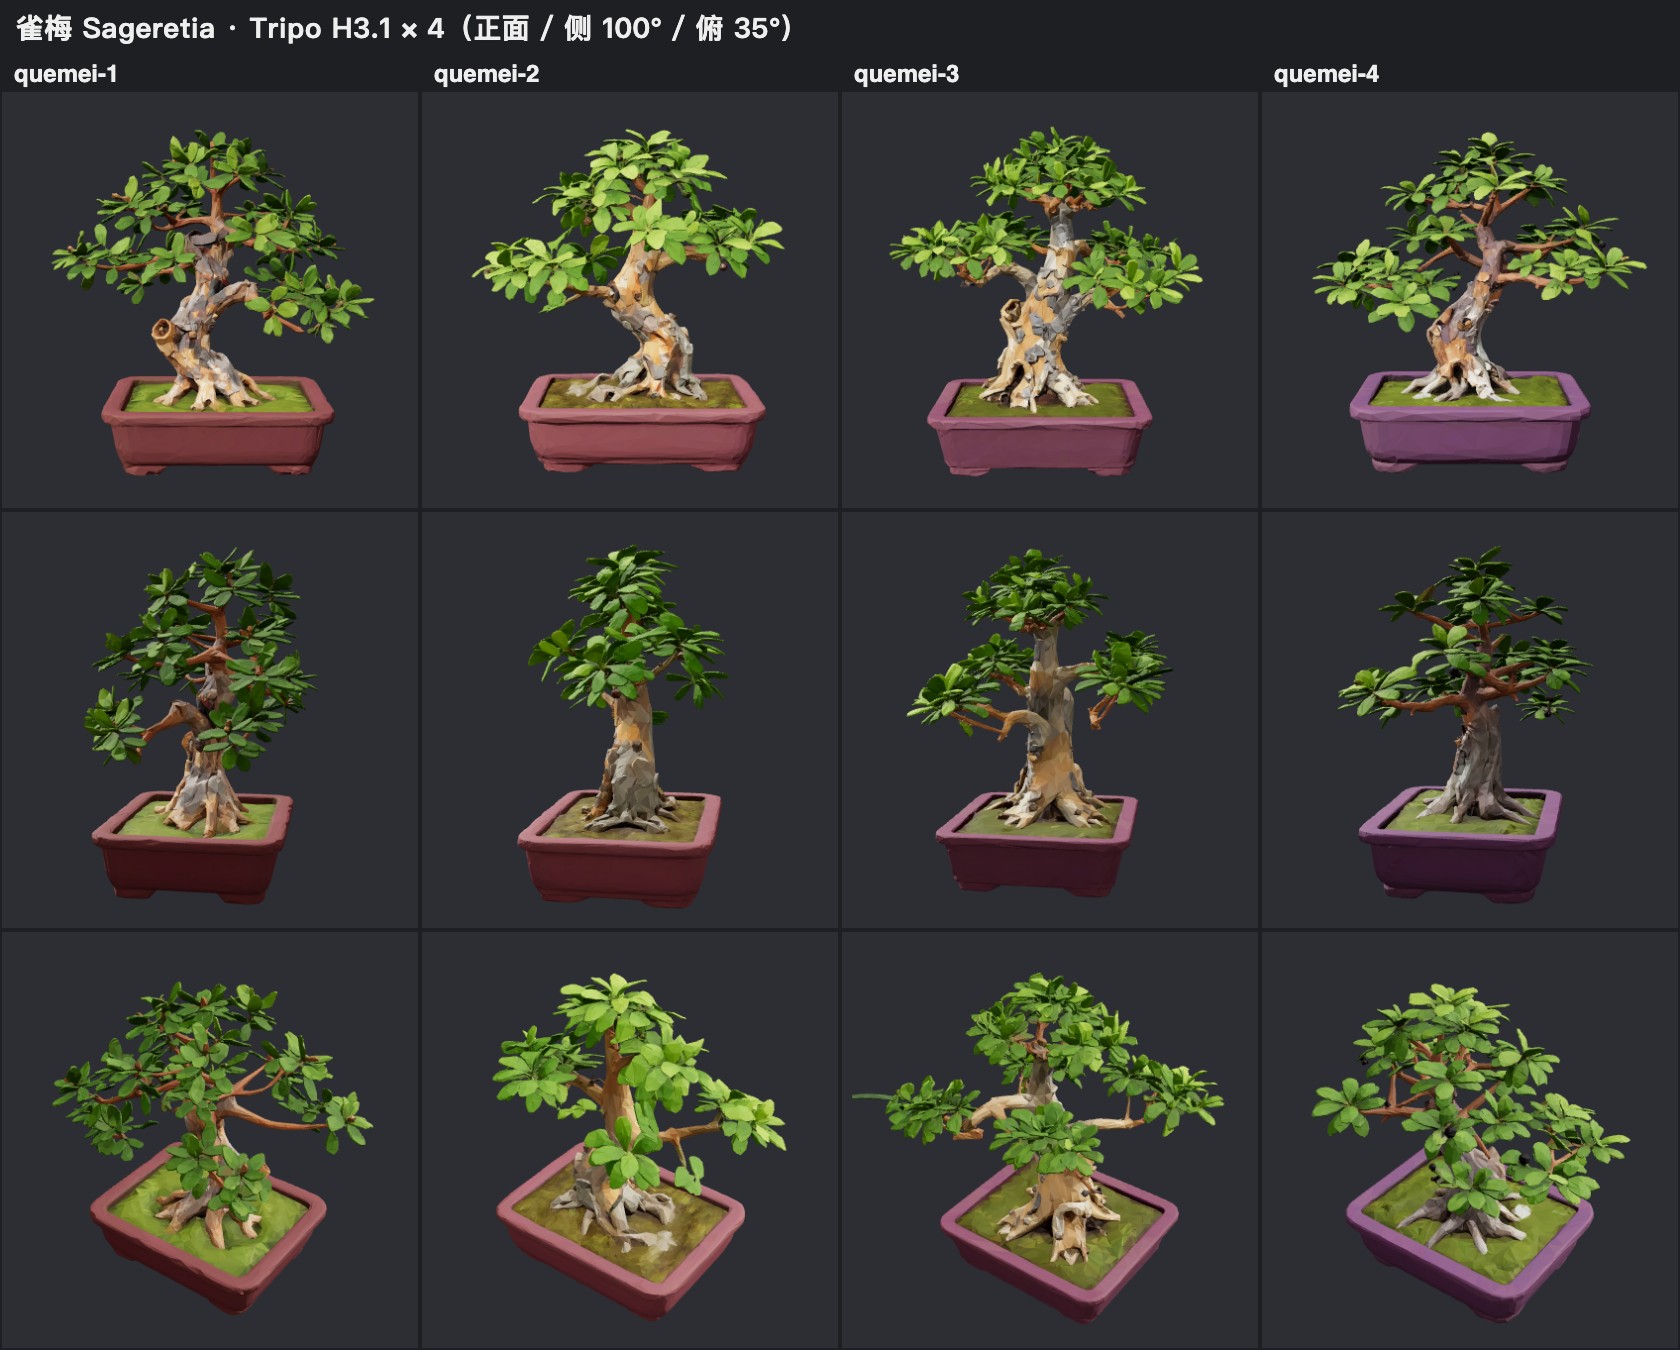 雀梅 Sageretia · Tripo H3.1 × 4（正面 / 侧 100° / 俯 35°）
quemei-1
quemei-2
quemei-3
quemei-4